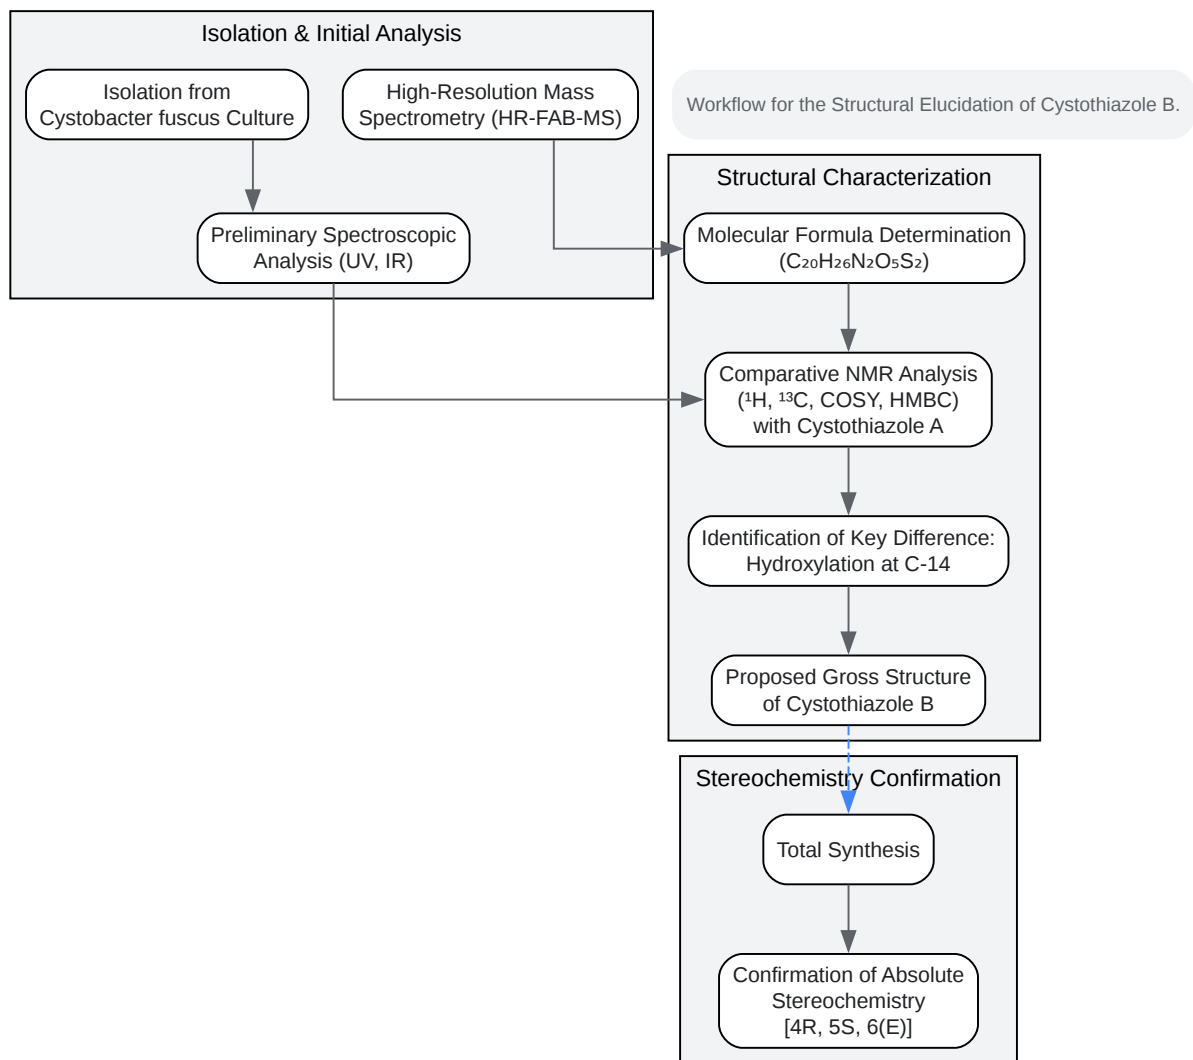 Isolation & Initial Analysis
Isolation from
Cystobacter fuscus Culture
High-Resolution Mass
Spectrometry (HR-FAB-MS)
Workflow for the Structural Elucidation of Cystothiazole B.
Preliminary Spectroscopic
Analysis (UV, IR)
Structural Characterization
Molecular Formula Determination
(C₂₀H₂₆N₂O₅S₂)
Comparative NMR Analysis
(¹H, ¹³C, COSY, HMBC)
with Cystothiazole A
Identification of Key Difference:
Hydroxylation at C-14
Proposed Gross Structure
of Cystothiazole B
Stereochemistry Confirmation
Total Synthesis
Confirmation of Absolute
Stereochemistry
[4R, 5S, 6(E)]